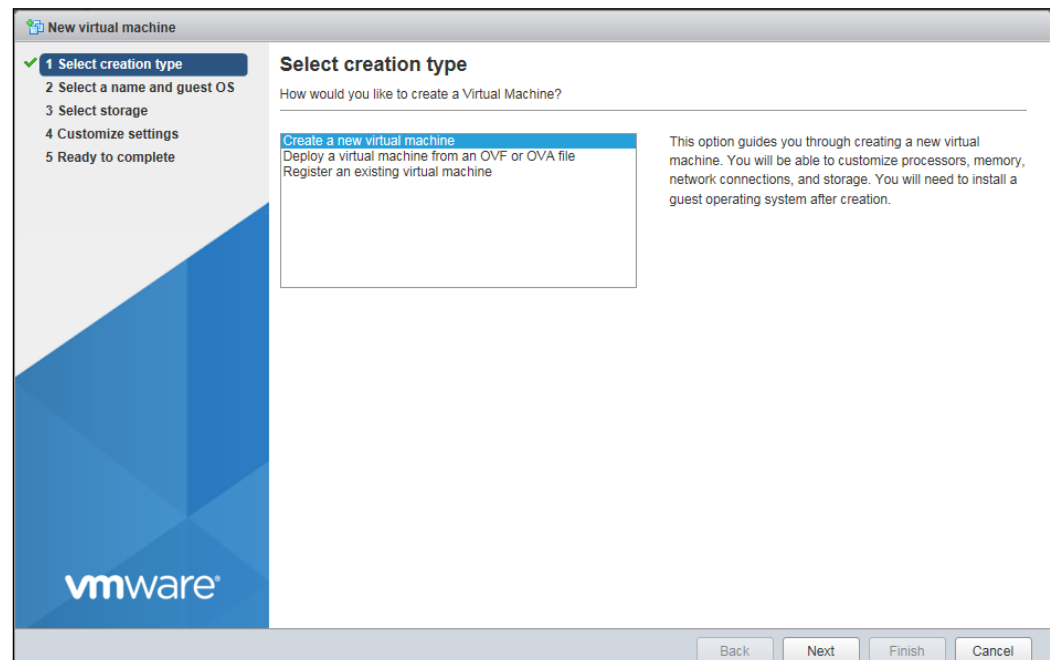 New virtual machine
1 Select creation type
2 Select a name and guest OS
3 Select storage
4 Customize settings
5 Ready to complete
Select creation type
How would you like to create a Virtual Machine?
Create a new virtual machine
Deploy a virtual machine from an OVF or OVA file
Register an existing virtual machine
This option guides you through creating a new virtual
machine. You will be able to customize processors, memory,
network connections, and storage. You will need to install a
guest operating system after creation.
vmware®
Back Next Finish Cancel